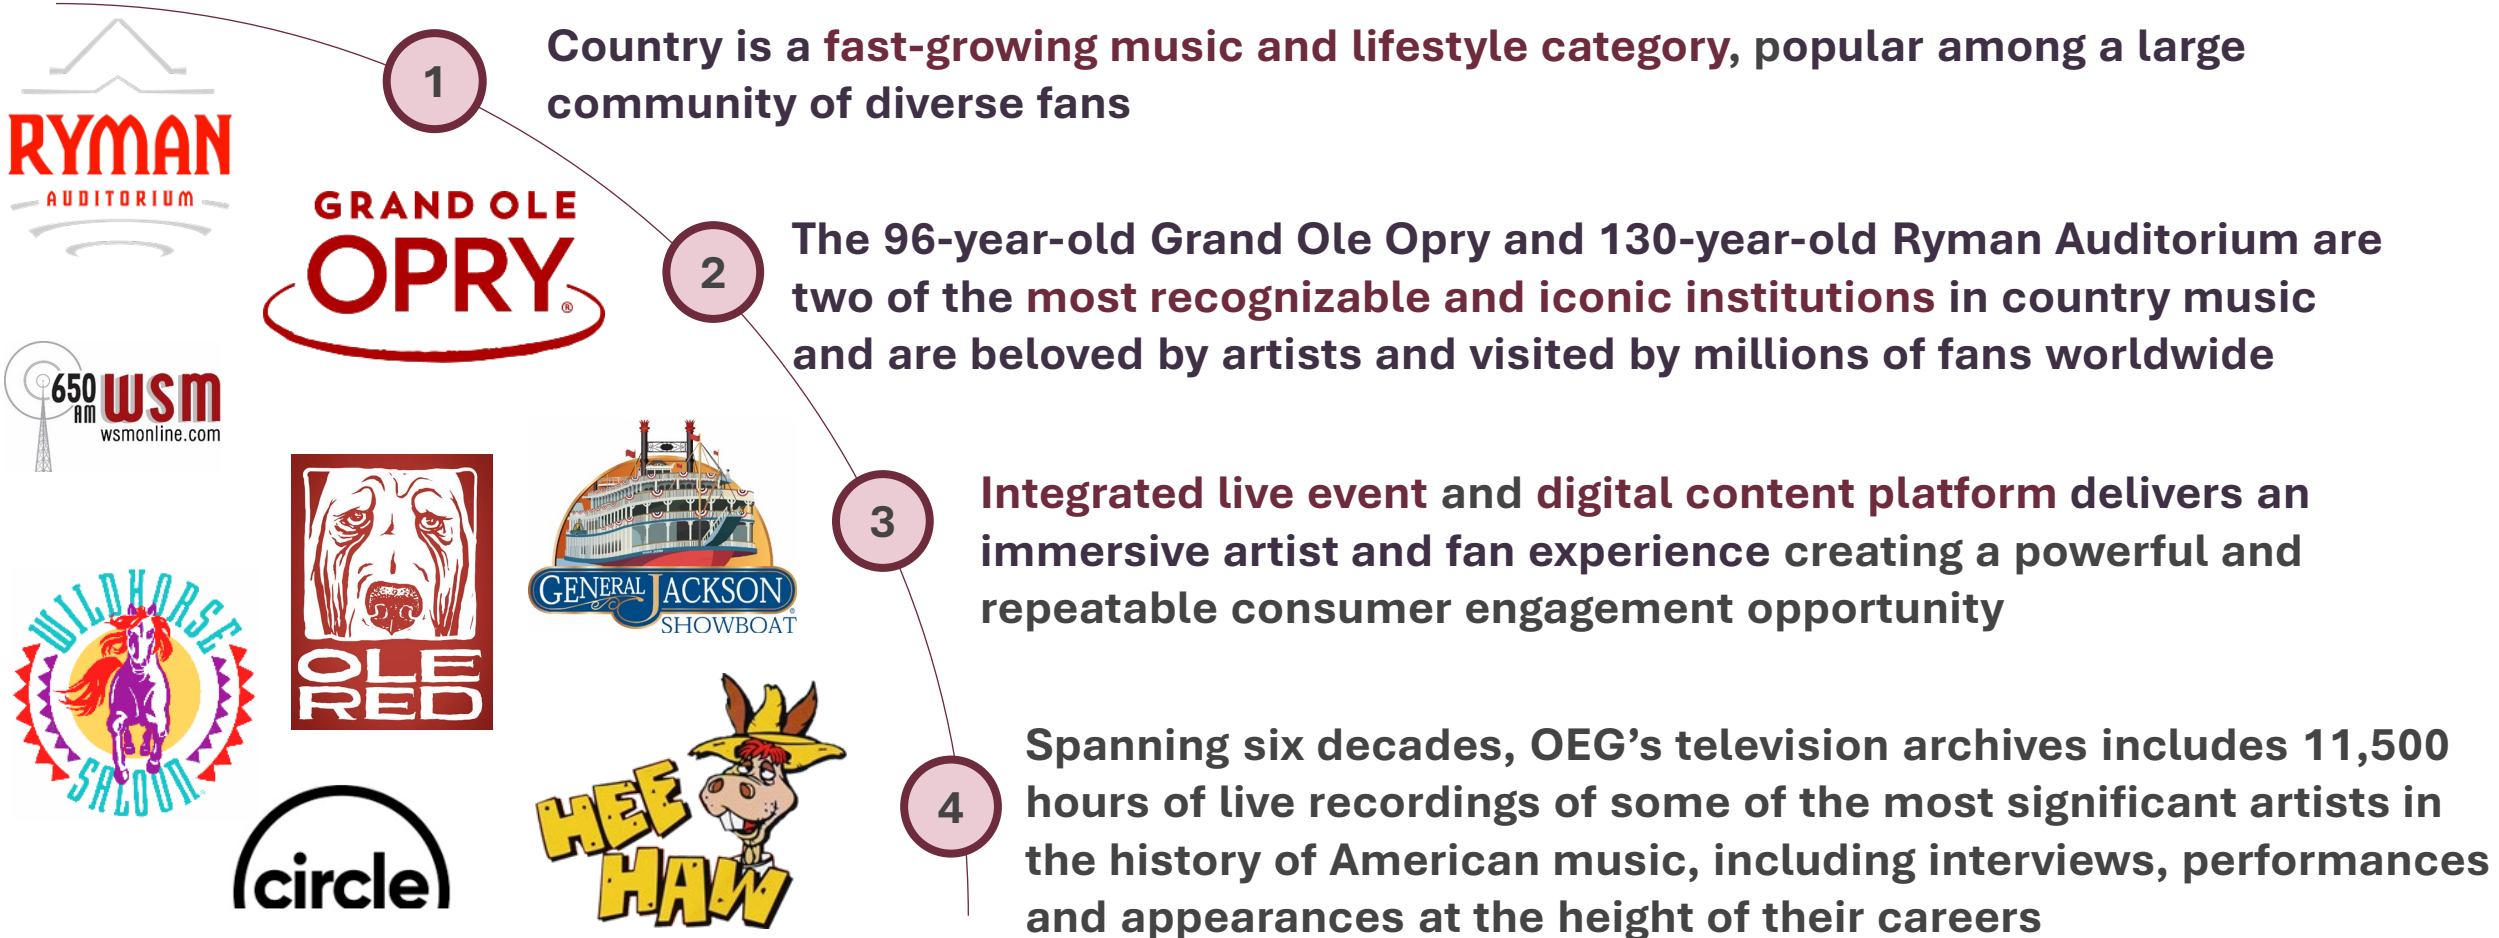 RYMAN
AUDITORIUM
GRAND OLE
OPRY®
650
AM
WSM
wsmonline.com
OLE
RED
GENERAL JACKSON®
SHOWBOAT
WILDHORSE
SALOON
circle
HEE
HAW
1
Country is a fast-growing music and lifestyle category, popular among a large
community of diverse fans
2
The 96-year-old Grand Ole Opry and 130-year-old Ryman Auditorium are
two of the most recognizable and iconic institutions in country music
and are beloved by artists and visited by millions of fans worldwide
3
Integrated live event and digital content platform delivers an
immersive artist and fan experience creating a powerful and
repeatable consumer engagement opportunity
4
Spanning six decades, OEG’s television archives includes 11,500
hours of live recordings of some of the most significant artists in
the history of American music, including interviews, performances
and appearances at the height of their careers